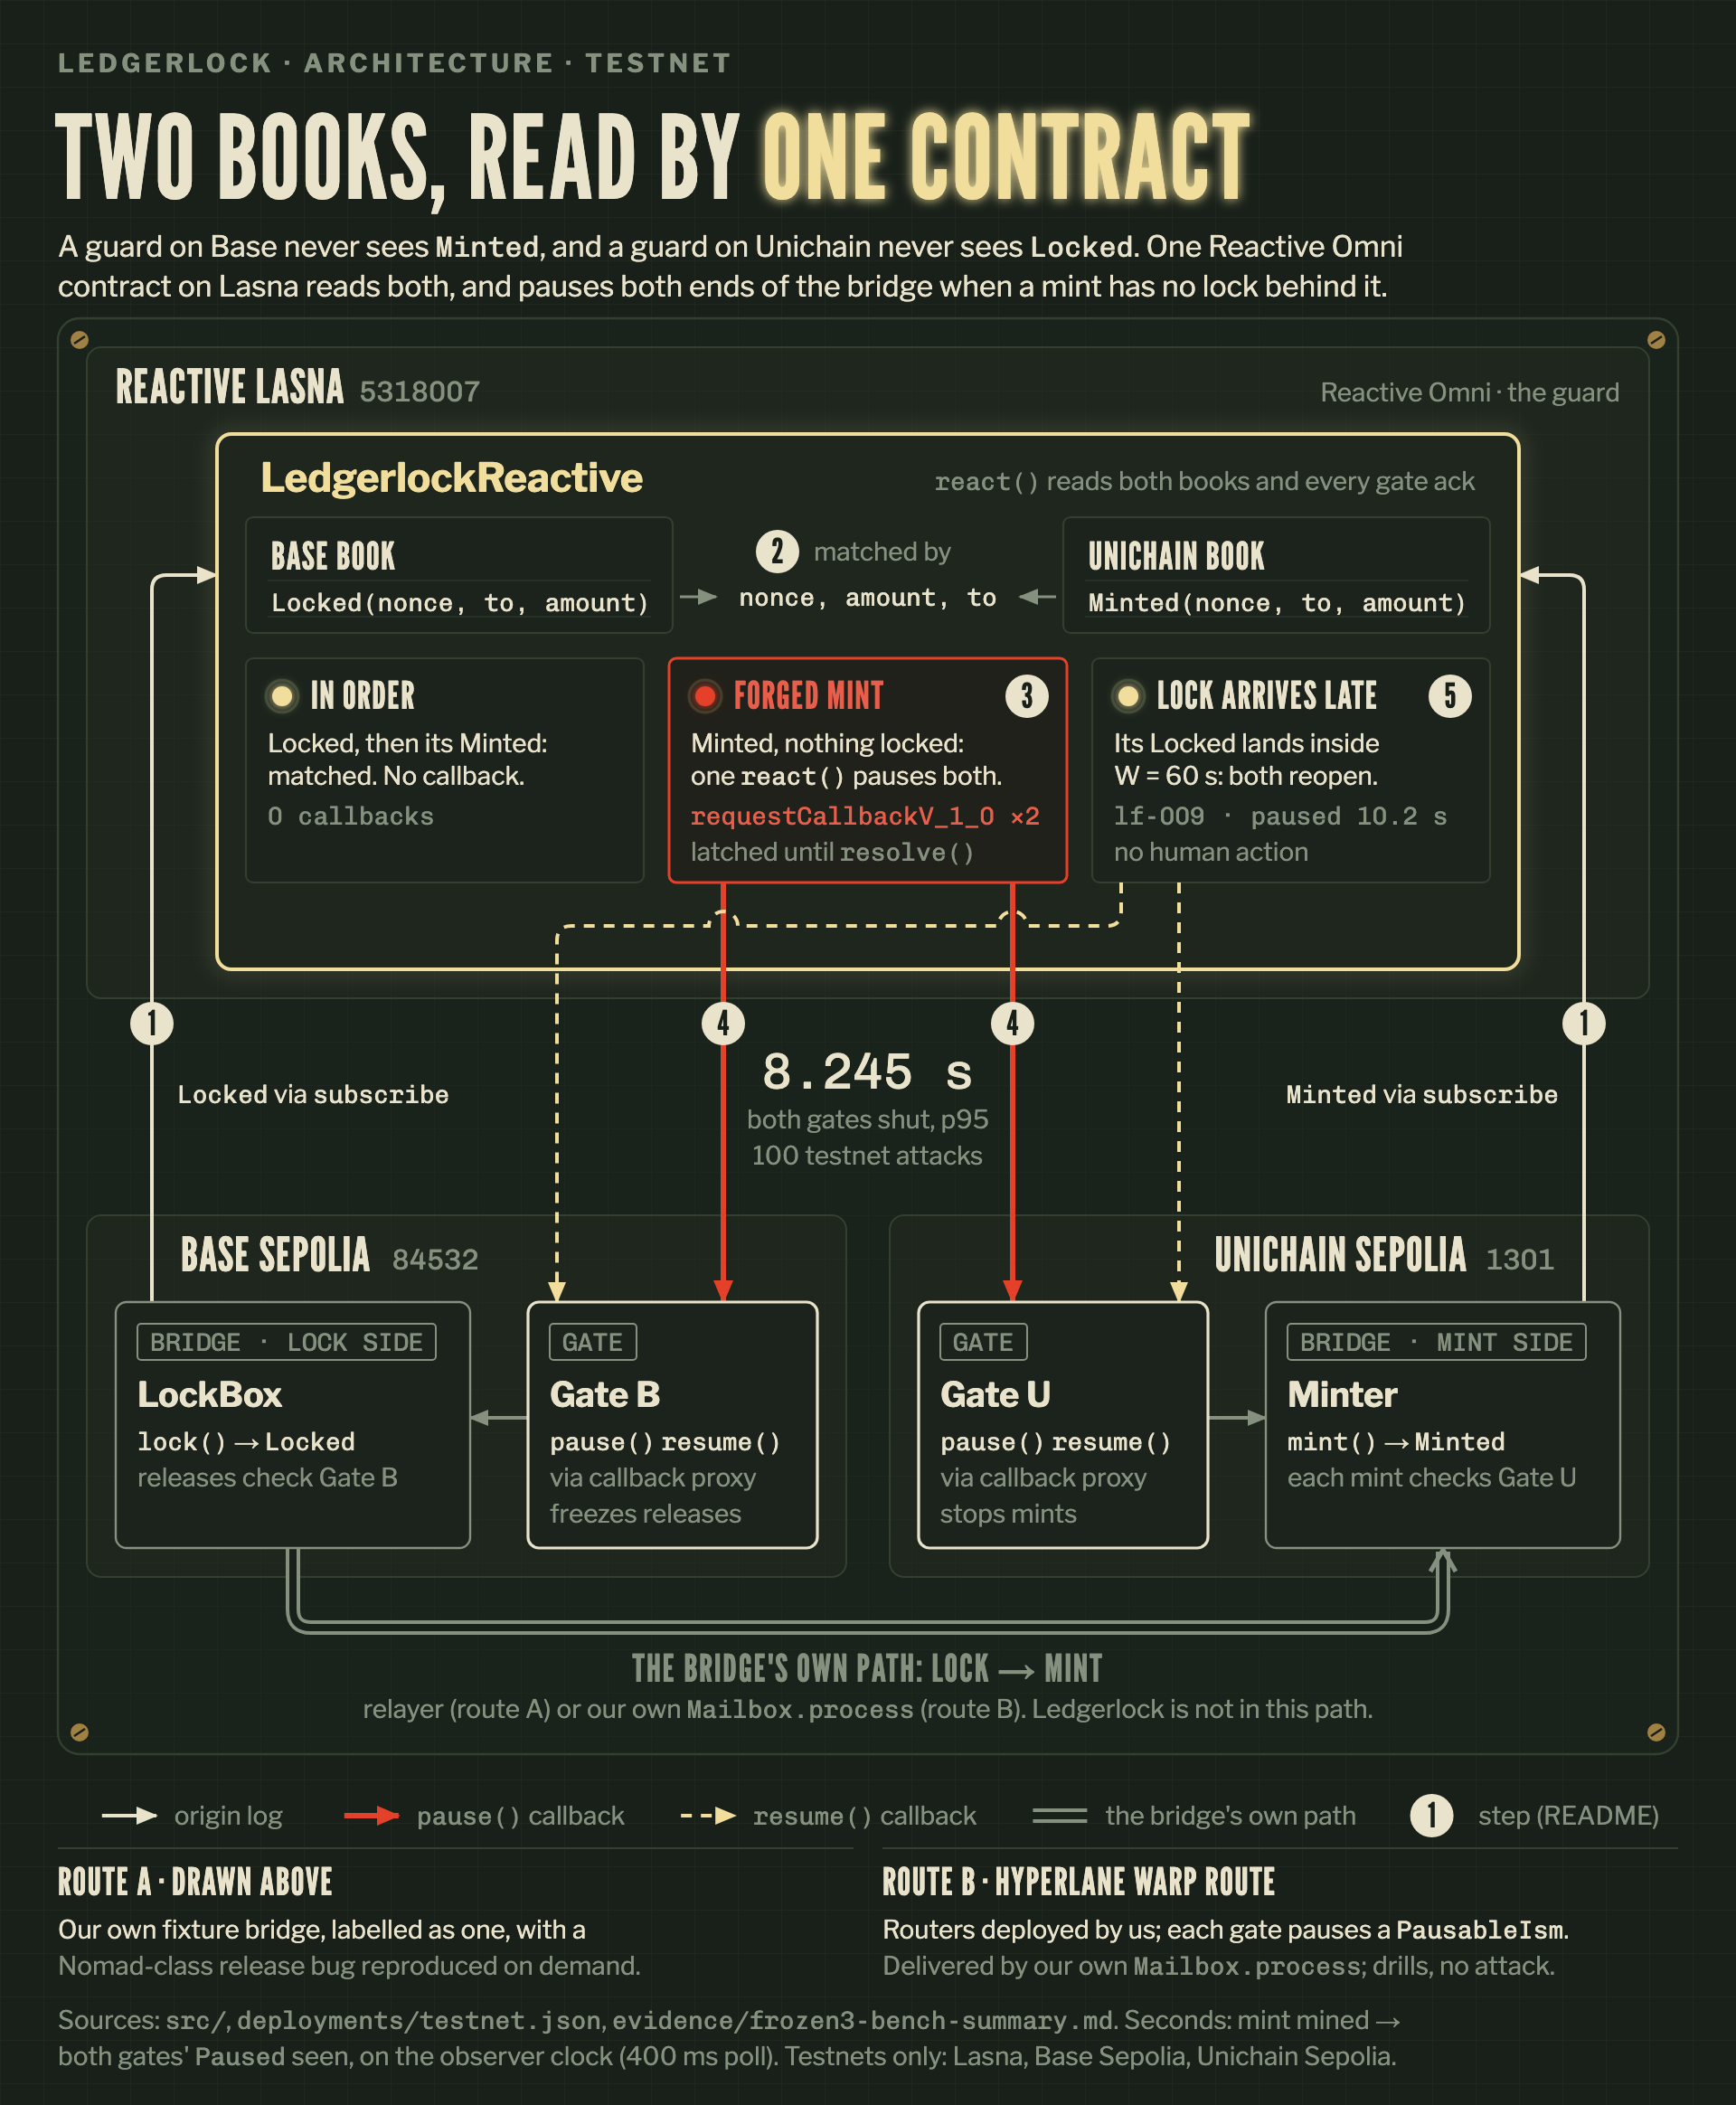 LEDGERLOCK · ARCHITECTURE · TESTNET
TWO BOOKS, READ BY ONE CONTRACT
A guard on Base never sees Minted, and a guard on Unichain never sees Locked. One Reactive Omni
contract on Lasna reads both, and pauses both ends of the bridge when a mint has no lock behind it.
REACTIVE LASNA 5318007
Reactive Omni · the guard
LedgerlockReactive
react() reads both books and every gate ack
BASE BOOK
Locked(nonce, to, amount)
2 matched by
nonce, amount, to
UNICHAIN BOOK
Minted(nonce, to, amount)
IN ORDER
Locked, then its Minted:
matched. No callback.
0 callbacks
FORGED MINT 3
Minted, nothing locked:
one react() pauses both.
requestCallbackV_1_0 ×2
latched until resolve()
LOCK ARRIVES LATE 5
Its Locked lands inside
W = 60 s: both reopen.
lf-009 · paused 10.2 s
no human action
1
4
4
1
Locked via subscribe
8.245 s
both gates shut, p95
100 testnet attacks
Minted via subscribe
BASE SEPOLIA 84532
BRIDGE · LOCK SIDE
LockBox
lock() → Locked
releases check Gate B
GATE
Gate B
pause() resume()
via callback proxy
freezes releases
UNICHAIN SEPOLIA 1301
GATE
Gate U
pause() resume()
via callback proxy
stops mints
BRIDGE · MINT SIDE
Minter
mint() → Minted
each mint checks Gate U
THE BRIDGE'S OWN PATH: LOCK → MINT
relayer (route A) or our own Mailbox.process (route B). Ledgerlock is not in this path.
origin log
pause() callback
resume() callback
the bridge's own path
1 step (README)
ROUTE A · DRAWN ABOVE
Our own fixture bridge, labelled as one, with a
Nomad-class release bug reproduced on demand.
ROUTE B · HYPERLANE WARP ROUTE
Routers deployed by us; each gate pauses a PausableIsm.
Delivered by our own Mailbox.process; drills, no attack.
Sources: src/, deployments/testnet.json, evidence/frozen3-bench-summary.md. Seconds: mint mined →
both gates' Paused seen, on the observer clock (400 ms poll). Testnets only: Lasna, Base Sepolia, Unichain Sepolia.